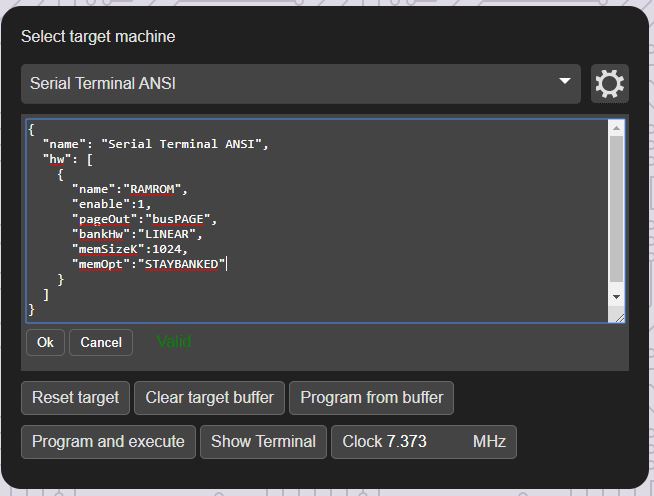 Select target machine
Serial Terminal ANSI
{
"name": "Serial Terminal ANSI",
"hw": [
{
"name":"RAMROM",
"enable":1,
"pageOut":"busPAGE",
"bankHw":"LINEAR",
"memSizeK":1024,
"memOpt":"STAYBANKED"
}
]
}
Ok Cancel Valid
Reset target Clear target buffer Program from buffer
Program and execute Show Terminal Clock 7.373 MHz